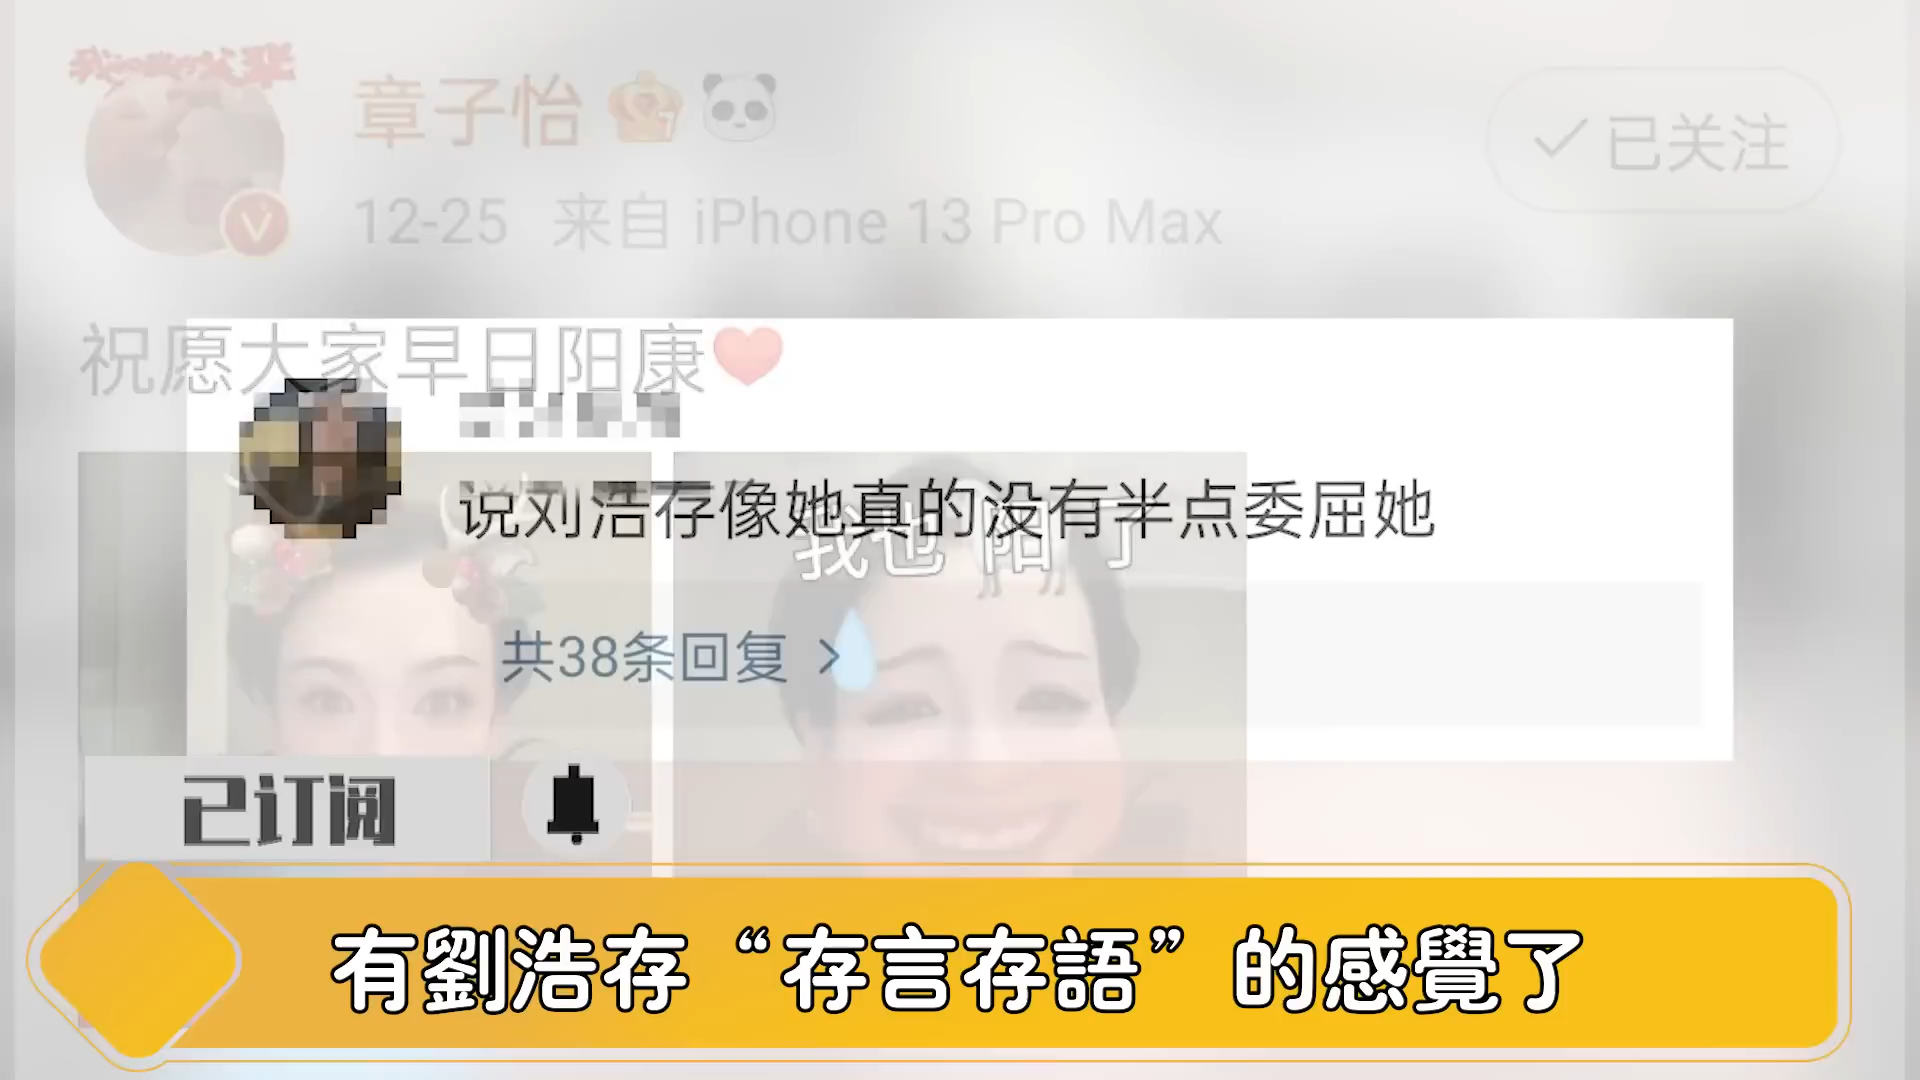 章子怡
已关注
12-25 来自 iPhone 13 Pro Max
祝愿大家早日阳康
说刘浩存像她真的没有半点委屈她
我也 阳 了
共38条回复 >
已订阅
有劉浩存“存言存語”的感覺了